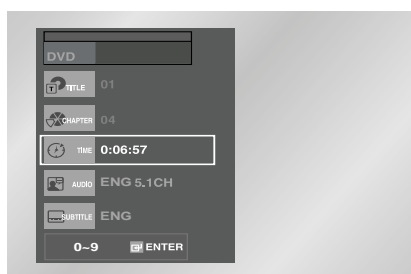 DVD
TITLE 01
CHAPTER 04
TIME 0:06:57
AUDIO ENG 5.1CH
SUBTITLE ENG
0~9 ENTER